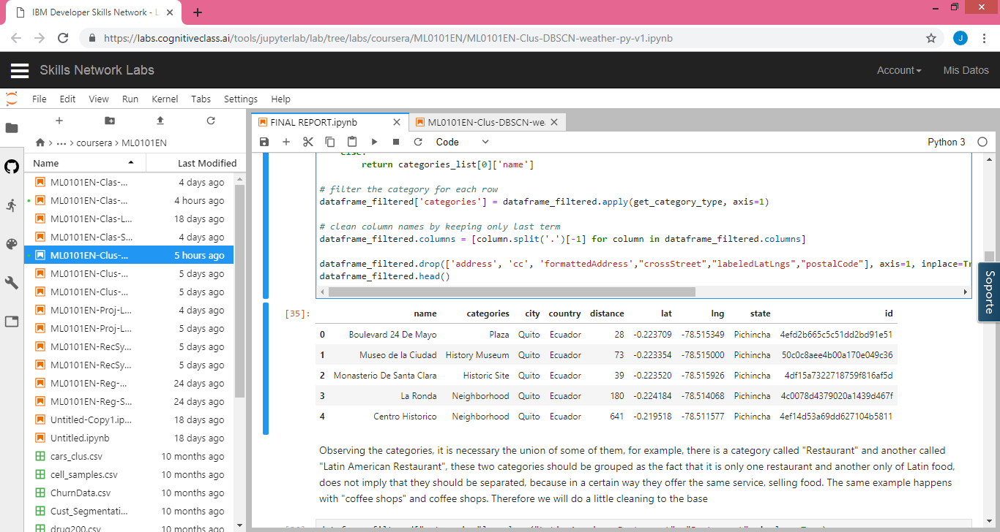 IBM Developer Skills Network - L
https://labs.cognitiveclass.ai/tools/jupyterlab/lab/tree/labs/coursera/ML0101EN/ML0101EN-Clus-DBSCN-weather-py-v1.ipynb
J
Skills Network Labs
Account
Mis Datos
File Edit View Run Kernel Tabs Settings Help
FINAL REPORT.ipynb
ML0101EN-Clus-DBSCN-we
Code
Python 3
... > coursera > ML0101EN
Name Last Modified
ML0101EN-Clas-... 4 days ago
ML0101EN-Clas-... 4 hours ago
ML0101EN-Clas-L... 18 days ago
ML0101EN-Clas-S... 4 days ago
ML0101EN-Clus-... 5 hours ago
ML0101EN-Clus-... 5 days ago
ML0101EN-Clus-... 5 days ago
ML0101EN-Proj-L... 4 days ago
ML0101EN-Proj-L... 5 days ago
ML0101EN-RecSy... 5 days ago
ML0101EN-RecSy... 5 days ago
ML0101EN-Reg-... 24 days ago
ML0101EN-Reg-S... 24 days ago
Untitled-Copy1.ip... 18 days ago
Untitled.ipynb 18 days ago
cars_clus.csv 10 months ago
cell_samples.csv 10 months ago
ChurnData.csv 10 months ago
Cust_Segmentati... 10 months ago
drug200.csv 10 months ago
else:
return categories_list[0]['name']
# filter the category for each row
dataframe_filtered['categories'] = dataframe_filtered.apply(get_category_type, axis=1)
# clean column names by keeping only last term
dataframe_filtered.columns = [column.split('.')[-1] for column in dataframe_filtered.columns]
dataframe_filtered.drop(['address', 'cc', 'formattedAddress',"crossStreet","labeledLatLngs","postalCode"], axis=1, inplace=Tr
dataframe_filtered.head()
[35]:
name categories city country distance lat lng state id
0 Boulevard 24 De Mayo Plaza Quito Ecuador 28 -0.223709 -78.515349 Pichincha 4efd2b665c5c51dd2bd91e51
1 Museo de la Ciudad History Museum Quito Ecuador 73 -0.223354 -78.515000 Pichincha 50c0c8aee4b00a170e049c36
2 Monasterio De Santa Clara Historic Site Quito Ecuador 39 -0.223520 -78.515926 Pichincha 4df15a7322718759f816af5d
3 La Ronda Neighborhood Quito Ecuador 180 -0.224184 -78.514068 Pichincha 4c0078d4379020a1439d467f
4 Centro Historico Neighborhood Quito Ecuador 641 -0.219518 -78.511577 Pichincha 4ef14d53a69dd627104b5811
Observing the categories, it is necessary the union of some of them, for example, there is a category called "Restaurant" and another called
"Latin American Restaurant", these two categories should be grouped as the fact that it is only one restaurant and another only of Latin food,
does not imply that they should be separated, because in a certain way they offer the same service, selling food. The same example happens
with "coffee shops" and coffee shops. Therefore we will do a little cleaning to the base
Soporte